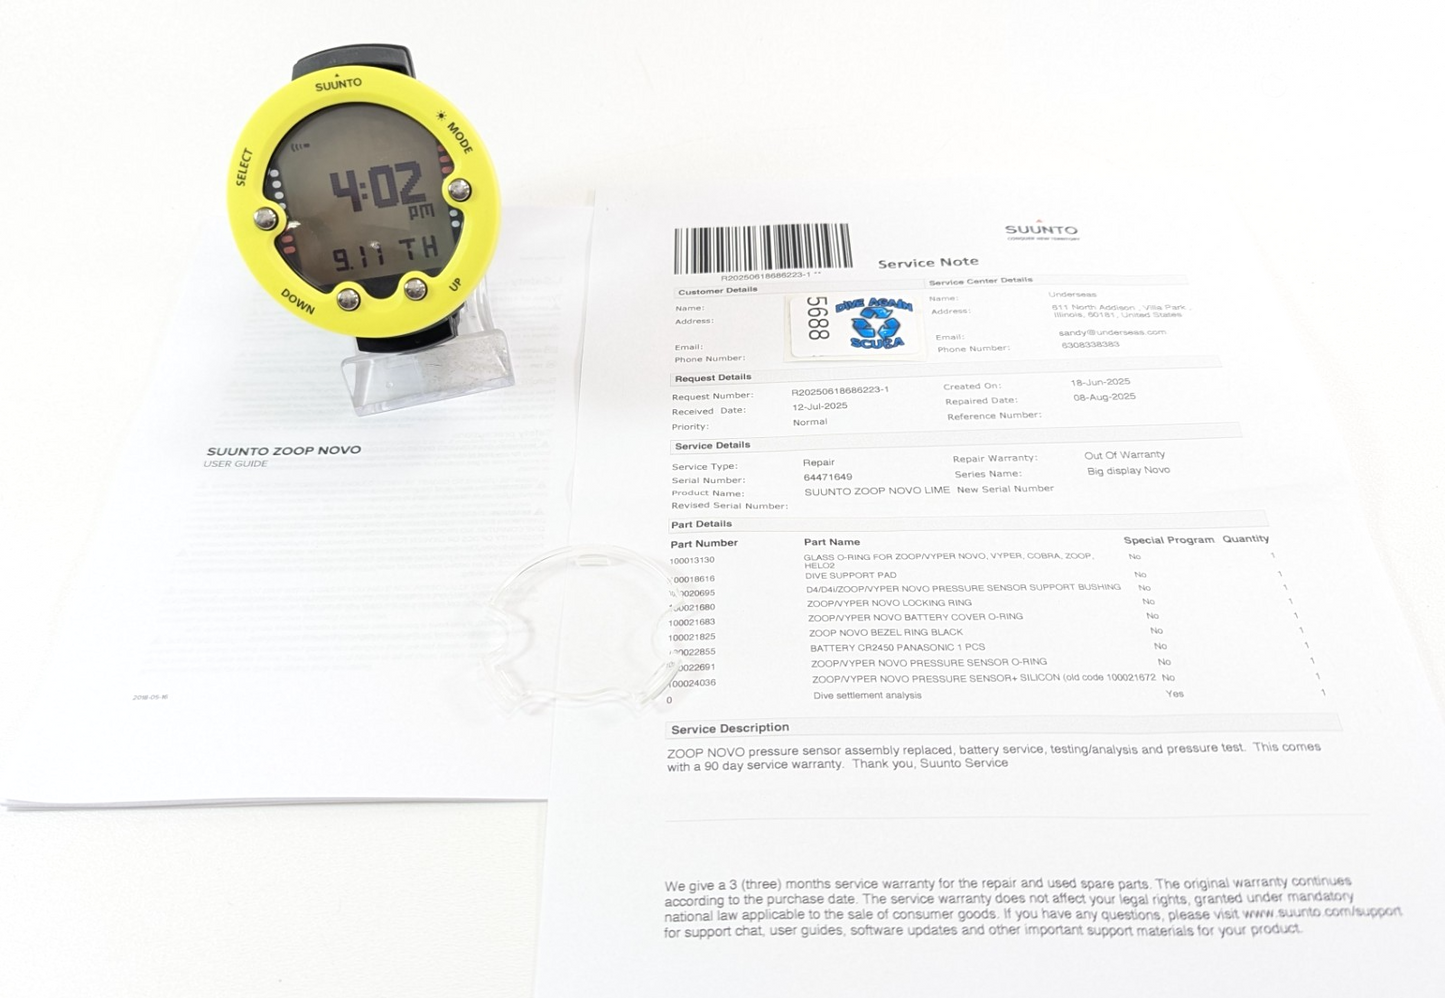 SUUNTO
MODE
SELECT
4:02
pm
9.11 TH
DOWN
UP
SUUNTO ZOOP NOVO
USER GUIDE
2018-05-16
R20250618686223-1
SUUNTO
CONQUER NEW TERRITORY
Service Note
Customer Details
Service Center Details
Name:
Address:
Email:
Phone Number:
5688
DIVE AGAIN
SCUBA
Name: Underseas
Address: 611 North Addison , Villa Park,
Illinois, 60181, United States
Email: sandy@underseas.com
Phone Number: 6308338383
Request Details
Request Number: R20250618686223-1 Created On: 18-Jun-2025
Received Date: 12-Jul-2025 Repaired Date: 08-Aug-2025
Priority: Normal Reference Number:
Service Details
Service Type: Repair Repair Warranty: Out Of Warranty
Serial Number: 64471649 Series Name: Big display Novo
Product Name: SUUNTO ZOOP NOVO LIME New Serial Number
Revised Serial Number:
Part Details
Part Number Part Name Special Program Quantity
100013130 GLASS O-RING FOR ZOOP/VYPER NOVO, VYPER, COBRA, ZOOP, No 1
HELO2
100018616 DIVE SUPPORT PAD No 1
0020695 D4/D4i/ZOOP/VYPER NOVO PRESSURE SENSOR SUPPORT BUSHING No 1
100021680 ZOOP/VYPER NOVO LOCKING RING No 1
100021683 ZOOP/VYPER NOVO BATTERY COVER O-RING No 1
100021825 ZOOP NOVO BEZEL RING BLACK No 1
100022855 BATTERY CR2450 PANASONIC 1 PCS No 1
0022691 ZOOP/VYPER NOVO PRESSURE SENSOR O-RING No 1
100024036 ZOOP/VYPER NOVO PRESSURE SENSOR+ SILICON (old code 100021672 No 1
0 Dive settlement analysis Yes 1
Service Description
ZOOP NOVO pressure sensor assembly replaced, battery service, testing/analysis and pressure test. This comes
with a 90 day service warranty. Thank you, Suunto Service
We give a 3 (three) months service warranty for the repair and used spare parts. The original warranty continues
according to the purchase date. The service warranty does not affect your legal rights, granted under mandatory
national law applicable to the sale of consumer goods. If you have any questions, please visit www.suunto.com/support
for support chat, user guides, software updates and other important support materials for your product.